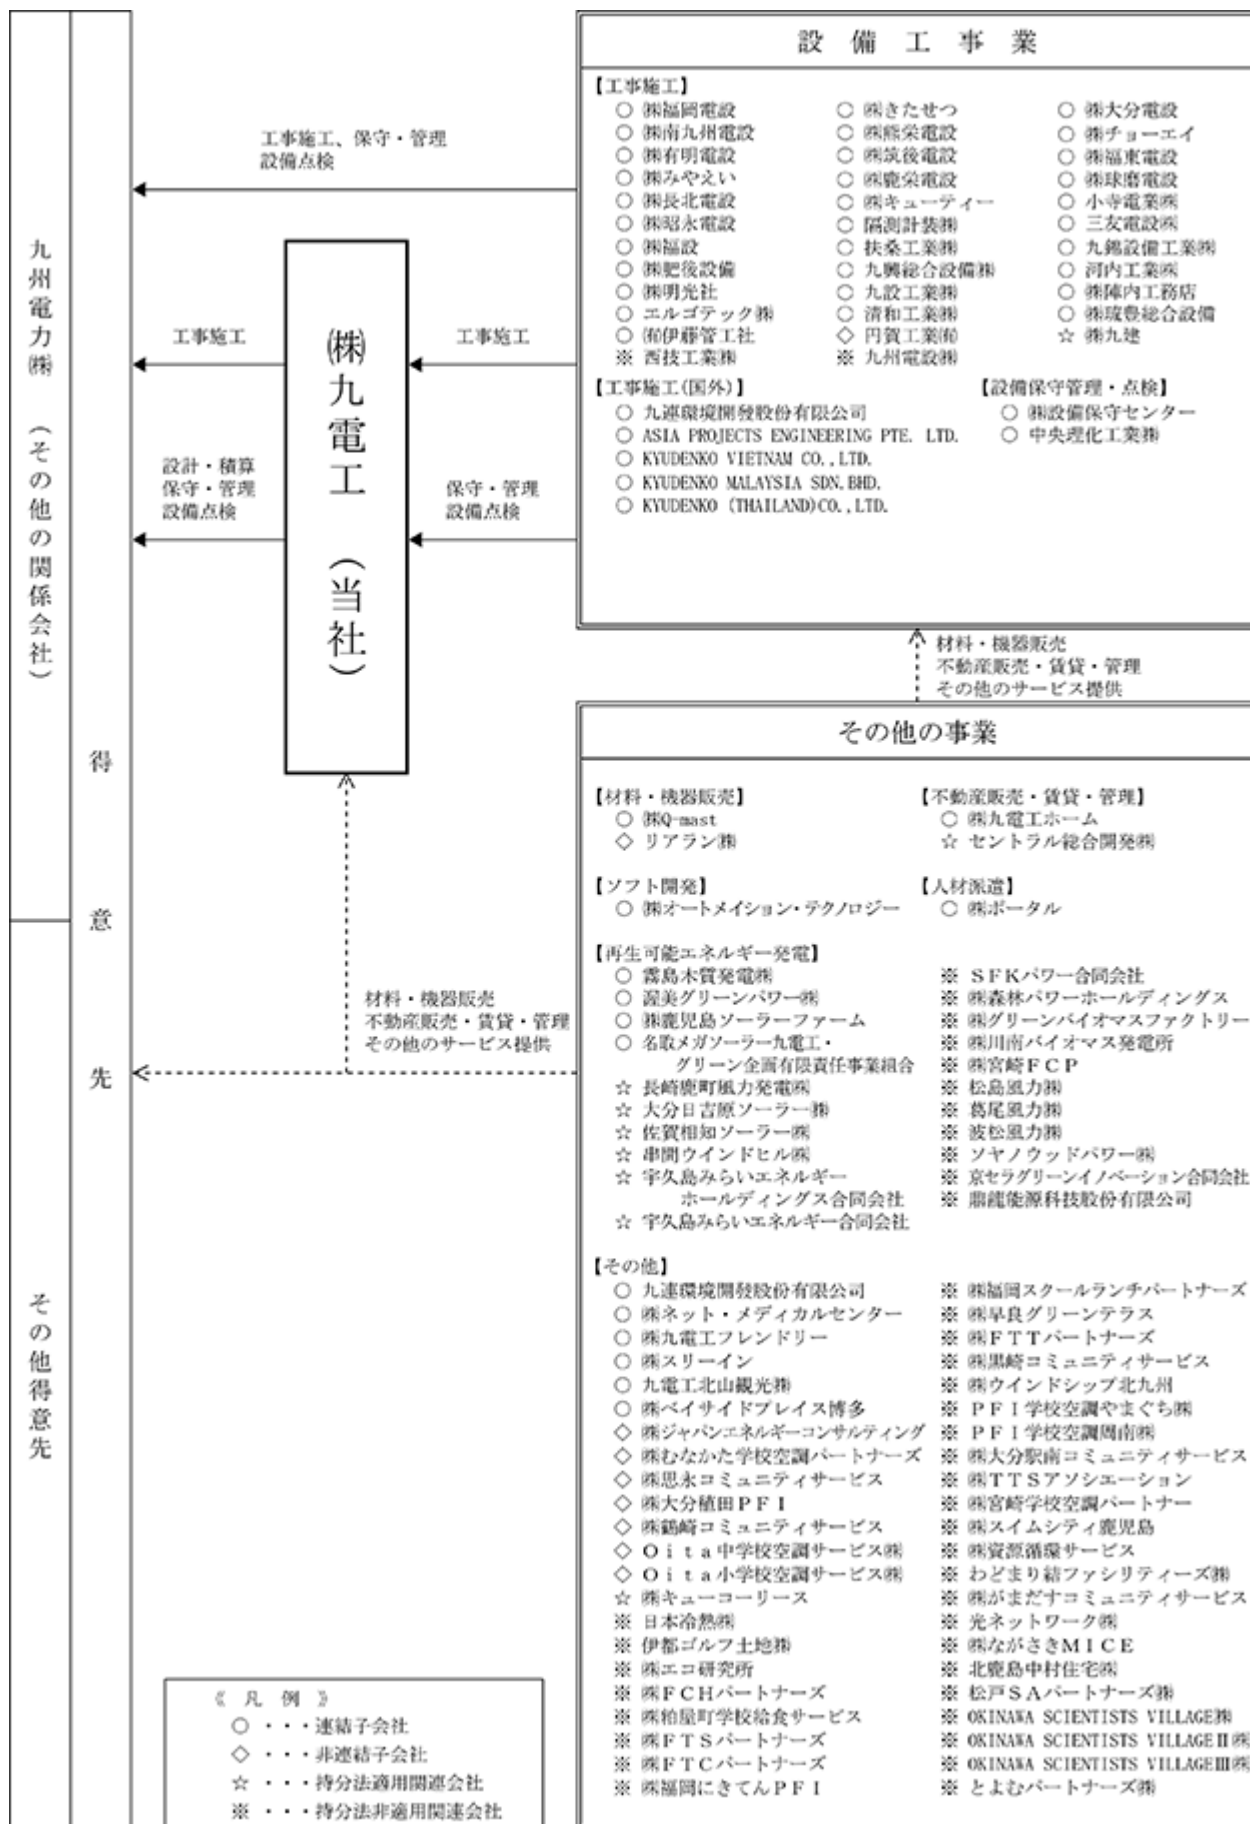 設備工事業
【工事施工】
○ ㈱福岡電設
○ ㈱南九州電設
○ ㈱有明電設
○ ㈱みやえい
○ ㈱長北電設
○ ㈱昭永電設
○ ㈱福設
○ ㈱肥後設備
○ ㈱明光社
○ エルゴテック㈱
○ ㈲伊藤管工社
※ 西技工業㈱
○ ㈱きたせつ
○ ㈱熊栄電設
○ ㈱筑後電設
○ ㈱鹿栄電設
○ ㈱キューティー
○ 隔測計装㈱
○ 扶桑工業㈱
○ 九興総合設備㈱
○ 九設工業㈱
○ 清和工業㈱
◇ 円賀工業㈲
※ 九州電設㈱
○ ㈱大分電設
○ ㈱チョーエイ
○ ㈱福東電設
○ ㈱球磨電設
○ 小寺電業㈱
○ 三友電設㈱
○ 九錦設備工業㈱
○ 河内工業㈱
○ ㈱陣内工務店
○ ㈱琉豊総合設備
☆ ㈱九建
【工事施工(国外)】
○ 九連環境開發股份有限公司
○ ASIA PROJECTS ENGINEERING PTE. LTD.
○ KYUDENKO VIETNAM CO.,LTD.
○ KYUDENKO MALAYSIA SDN.BHD.
○ KYUDENKO (THAILAND)CO.,LTD.
【設備保守管理・点検】
○ ㈱設備保守センター
○ 中央理化工業㈱
工事施工、保守・管理
設備点検
工事施工
工事施工
設計・積算
保守・管理
設備点検
保守・管理
設備点検
九州電力㈱ (その他の関係会社)
その他得意先
得意先
㈱九電工 (当社)
材料・機器販売
不動産販売・賃貸・管理
その他のサービス提供
その他の事業
【材料・機器販売】
○ ㈱Q-mast
◇ リアラン㈱
【不動産販売・賃貸・管理】
○ ㈱九電工ホーム
☆ セントラル総合開発㈱
【ソフト開発】
○ ㈱オートメイション・テクノロジー
【人材派遣】
○ ㈱ポータル
【再生可能エネルギー発電】
○ 霧島木質発電㈱
○ 渥美グリーンパワー㈱
○ ㈱鹿児島ソーラーファーム
○ 名取メガソーラー九電工・
グリーン企画有限責任事業組合
☆ 長崎鹿町風力発電㈱
☆ 大分日吉原ソーラー㈱
☆ 佐賀相知ソーラー㈱
☆ 串間ウインドヒル㈱
☆ 宇久島みらいエネルギー
ホールディングス合同会社
☆ 宇久島みらいエネルギー合同会社
※ SFKパワー合同会社
※ ㈱森林パワーホールディングス
※ ㈱グリーンバイオマスファクトリー
※ ㈱川南バイオマス発電所
※ ㈱宮崎FCP
※ 松島風力㈱
※ 葛尾風力㈱
※ 波松風力㈱
※ ソヤノウッドパワー㈱
※ 京セラグリーンイノベーション合同会社
※ 鼎龍能源科技股份有限公司
材料・機器販売
不動産販売・賃貸・管理
その他のサービス提供
【その他】
○ 九連環境開發股份有限公司
○ ㈱ネット・メディカルセンター
○ ㈱九電工フレンドリー
○ ㈱スリーイン
○ 九電工北山観光㈱
○ ㈱ベイサイドプレイス博多
◇ ㈱ジャパンエネルギーコンサルティング
◇ ㈱むなかた学校空調パートナーズ
◇ ㈱思永コミュニティサービス
◇ ㈱大分稙田PFI
◇ ㈱鶴崎コミュニティサービス
◇ Oita中学校空調サービス㈱
◇ Oita小学校空調サービス㈱
☆ ㈱キューコーリース
※ 日本冷熱㈱
※ 伊都ゴルフ土地㈱
※ ㈱エコ研究所
※ ㈱FCHパートナーズ
※ ㈱粕屋町学校給食サービス
※ ㈱FTSパートナーズ
※ ㈱FTCパートナーズ
※ ㈱福岡にきてんPFI
※ ㈱福岡スクールランチパートナーズ
※ ㈱早良グリーンテラス
※ ㈱FTTパートナーズ
※ ㈱黒崎コミュニティサービス
※ ㈱ウインドシップ北九州
※ PFI学校空調やまぐち㈱
※ PFI学校空調周南㈱
※ ㈱大分駅南コミュニティサービス
※ ㈱TTSアソシエーション
※ ㈱宮崎学校空調パートナー
※ ㈱スイムシティ鹿児島
※ ㈱資源循環サービス
※ わどまり結ファシリティーズ㈱
※ ㈱がまだすコミュニティサービス
※ 光ネットワーク㈱
※ ㈱ながさきMICE
※ 北鹿島中村住宅㈱
※ 松戸SAパートナーズ㈱
※ OKINAWA SCIENTISTS VILLAGE㈱
※ OKINAWA SCIENTISTS VILLAGEⅡ㈱
※ OKINAWA SCIENTISTS VILLAGEⅢ㈱
※ とよむパートナーズ㈱
《 凡 例 》
○ ・・・連結子会社
◇ ・・・非連結子会社
☆ ・・・持分法適用関連会社
※ ・・・持分法非適用関連会社